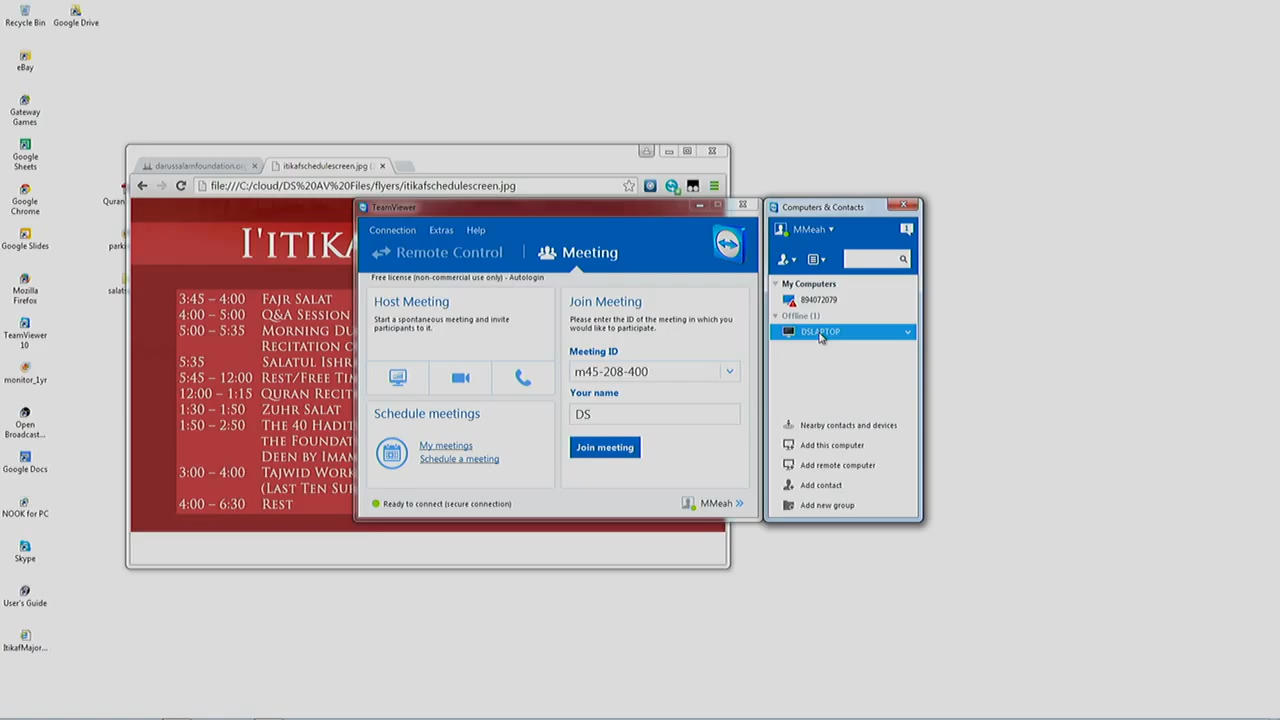 Recycle Bin
Google Drive
eBay
Gateway
Games
Google
Sheets
Google
Chrome
Google Slides
Mozilla
Firefox
TeamViewer
10
monitor_1yr
Open
Broadcast...
Google Docs
NOOK for PC
Skype
User's Guide
ItikafMajor...
Quran
park
salat
darussalamfoundation.or
itikafschedulescreen.jpg (
file:///C:/cloud/DS%20AV%20Files/flyers/itikafschedulescreen.jpg
I'ITIKA
3:45 – 4:00 FAJR SALAT
4:00 – 5:00 Q&A SESSION
5:00 – 5:35 MORNING DU
RECITATION
5:35 SALATUL ISHR
5:45 – 12:00 REST/FREE TI
12:00 – 1:15 QURAN RECI
1:30 – 1:50 ZUHR SALAT
1:50 – 2:50 THE 40 HADIT
THE FOUNDAT
DEEN BY IMAM
3:00 – 4:00 TAJWID WOR
(LAST TEN SU
4:00 – 6:30 REST
TeamViewer
Connection Extras Help
Remote Control Meeting
Free license (non-commercial use only) - Autologin
Host Meeting
Start a spontaneous meeting and invite
participants to it.
Schedule meetings
My meetings
Schedule a meeting
Join Meeting
Please enter the ID of the meeting in which you
would like to participate.
Meeting ID
m45-208-400
Your name
DS
Join meeting
Ready to connect (secure connection)
MMeah
Computers & Contacts
MMeah
My Computers
894072079
Offline (1)
DSLAPTOP
Nearby contacts and devices
Add this computer
Add remote computer
Add contact
Add new group